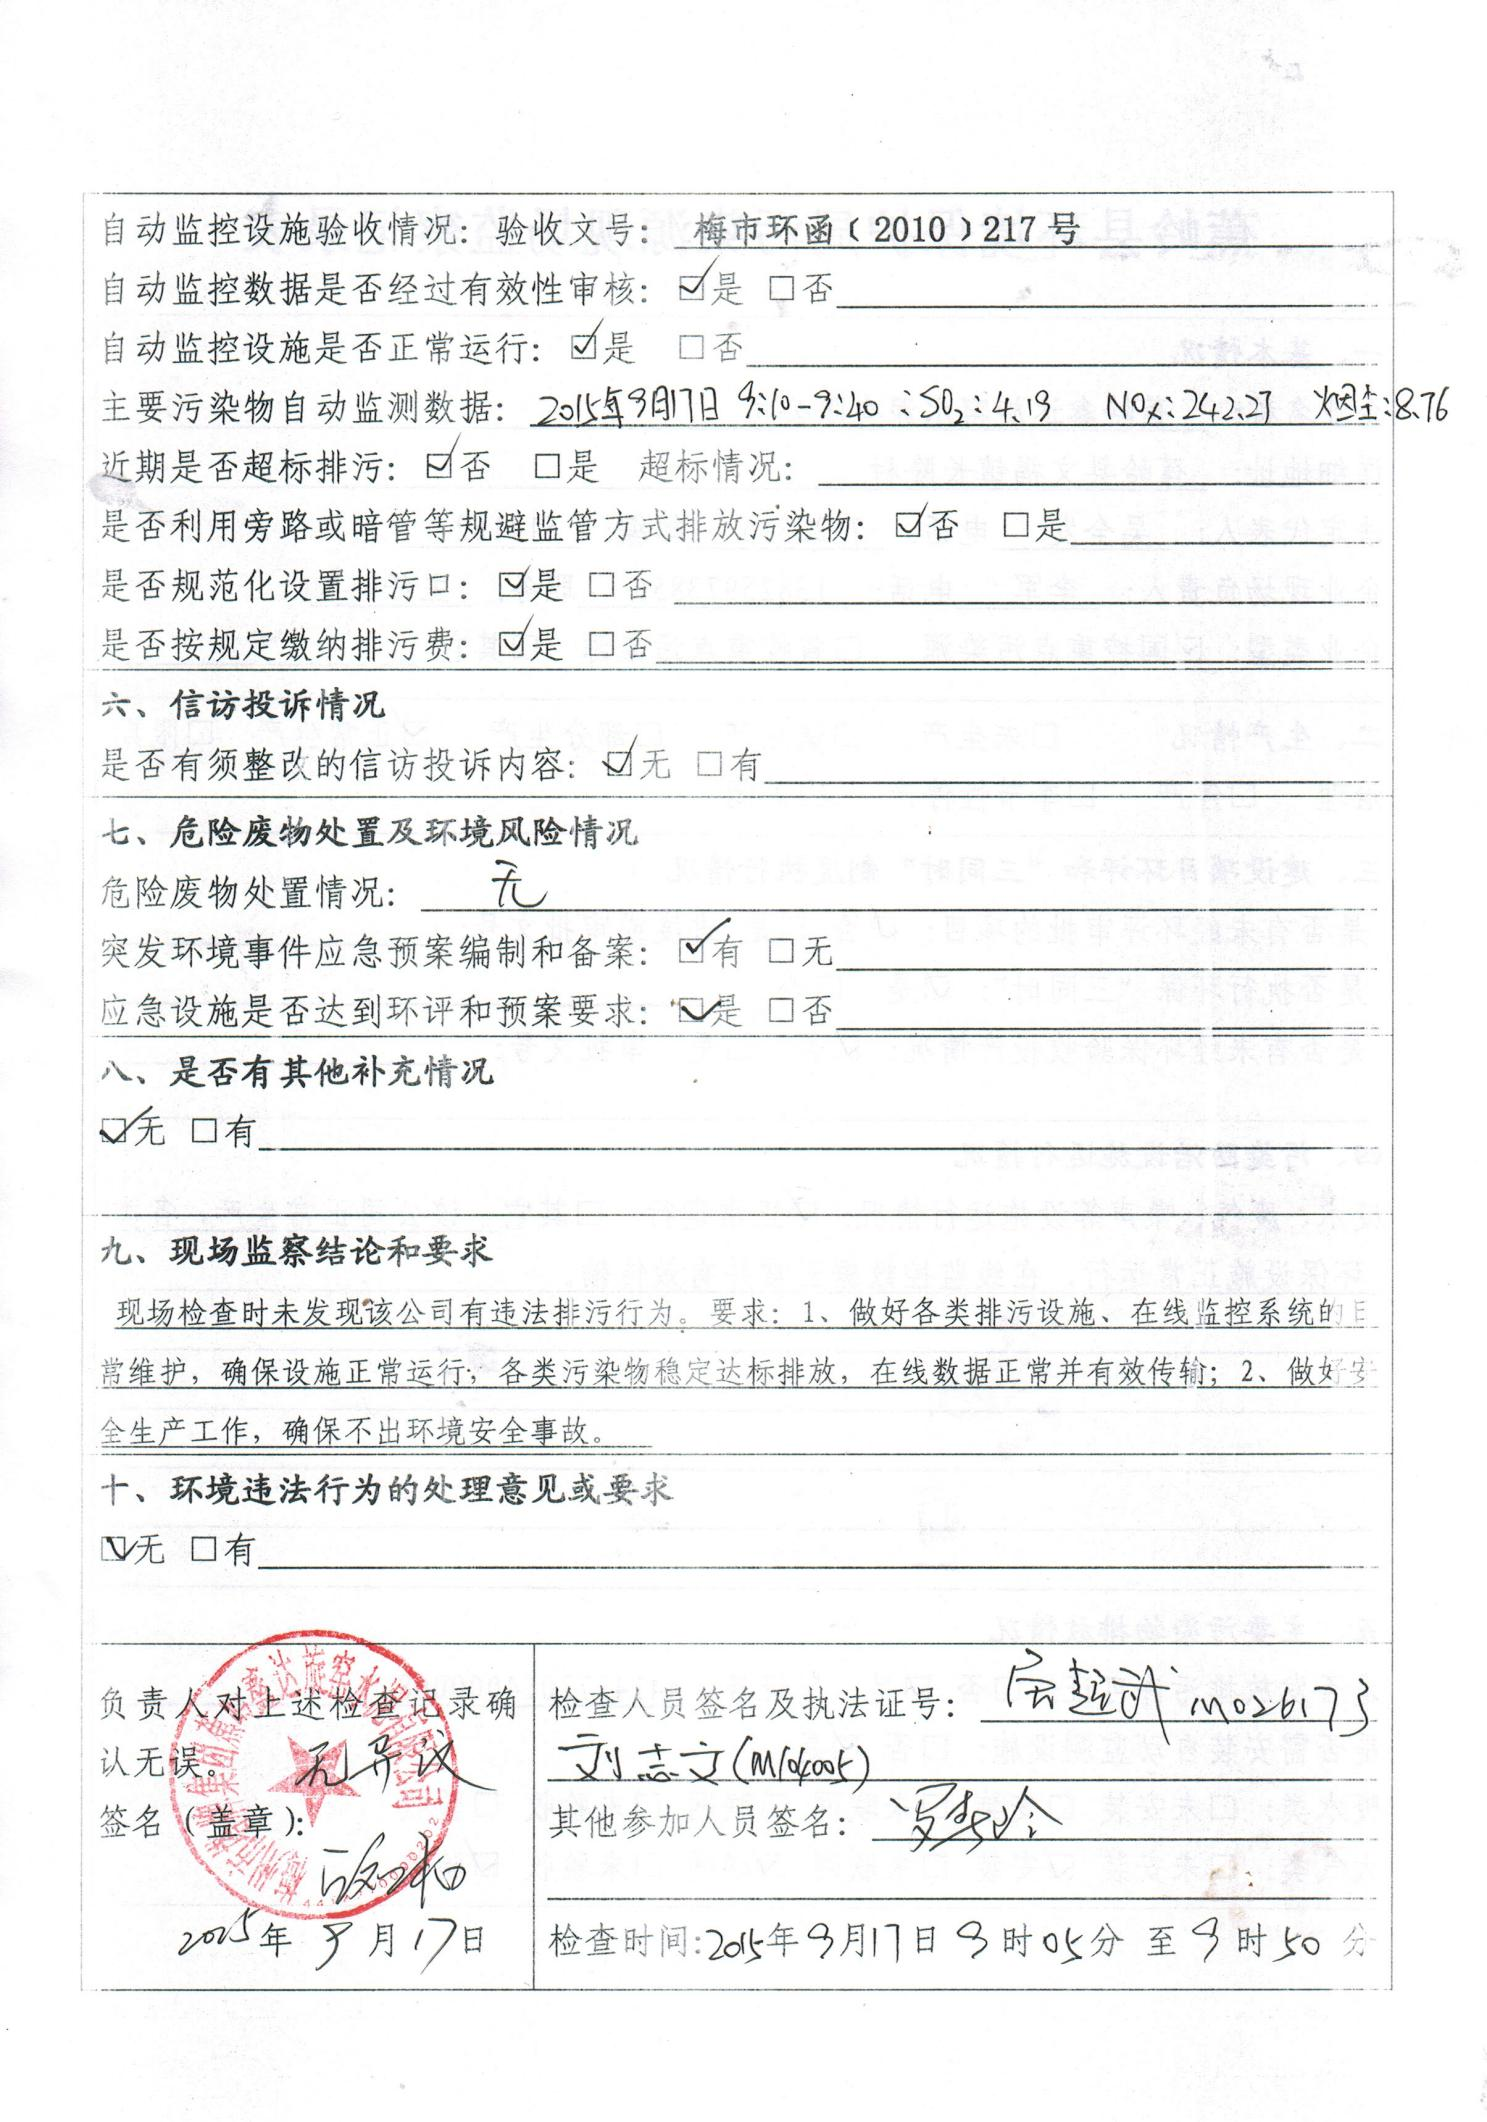 自动监控设施验收情况：验收文号： 梅市环函〔2010〕217号
自动监控数据是否经过有效性审核：☑是 □否
自动监控设施是否正常运行：☑是 □否
主要污染物自动监测数据：2015年9月17日 9:10-9:40：SO₂：4.19 NOx：242.27 烟尘：8.76
近期是否超标排污：☑否 □是 超标情况：
是否利用旁路或暗管等规避监管方式排放污染物：☑否 □是
是否规范化设置排污口：☑是 □否
是否按规定缴纳排污费：☑是 □否
六、信访投诉情况
是否有须整改的信访投诉内容：☑无 □有
七、危险废物处置及环境风险情况
危险废物处置情况： 无
突发环境事件应急预案编制和备案：☑有 □无
应急设施是否达到环评和预案要求：☑是 □否
八、是否有其他补充情况
☑无 □有
九、现场监察结论和要求
现场检查时未发现该公司有违法排污行为。要求：1、做好各类排污设施、在线监控系统的日
常维护，确保设施正常运行，各类污染物稳定达标排放，在线数据正常并有效传输；2、做好安
全生产工作，确保不出环境安全事故。
十、环境违法行为的处理意见或要求
☑无 □有
负责人对上述检查记录确
认无误。 无异议
签名（盖章）：
2015年9月17日
检查人员签名及执法证号： M026173
刘志文（M104005）
其他参加人员签名：
检查时间：2015年9月17日9时05分 至9时50分